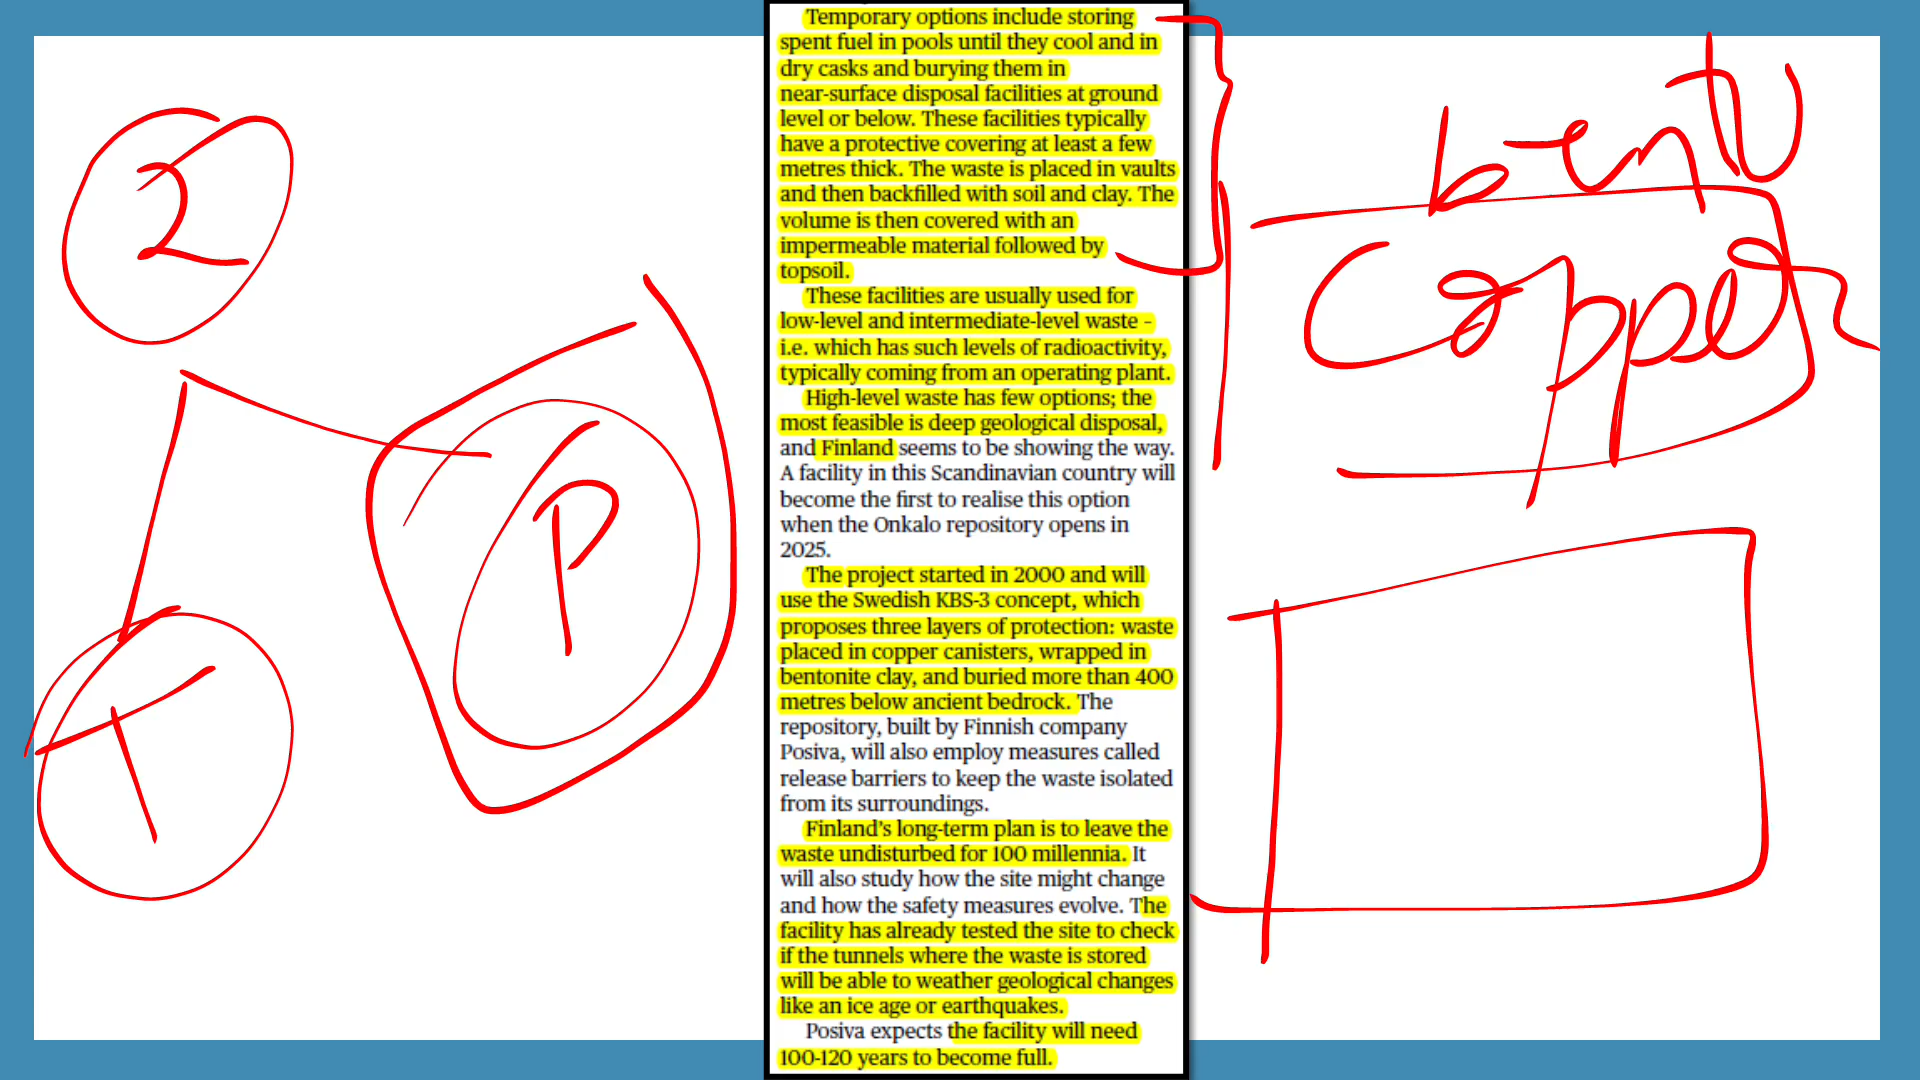 2
T
P
Temporary options include storing
spent fuel in pools until they cool and in
dry casks and burying them in
near-surface disposal facilities at ground
level or below. These facilities typically
have a protective covering at least a few
metres thick. The waste is placed in vaults
and then backfilled with soil and clay. The
volume is then covered with an
impermeable material followed by
topsoil.
These facilities are usually used for
low-level and intermediate-level waste –
i.e. which has such levels of radioactivity,
typically coming from an operating plant.
High-level waste has few options; the
most feasible is deep geological disposal,
and Finland seems to be showing the way.
A facility in this Scandinavian country will
become the first to realise this option
when the Onkalo repository opens in
2025.
The project started in 2000 and will
use the Swedish KBS-3 concept, which
proposes three layers of protection: waste
placed in copper canisters, wrapped in
bentonite clay, and buried more than 400
metres below ancient bedrock. The
repository, built by Finnish company
Posiva, will also employ measures called
release barriers to keep the waste isolated
from its surroundings.
Finland’s long-term plan is to leave the
waste undisturbed for 100 millennia. It
will also study how the site might change
and how the safety measures evolve. The
facility has already tested the site to check
if the tunnels where the waste is stored
will be able to weather geological changes
like an ice age or earthquakes.
Posiva expects the facility will need
100-120 years to become full.
Copper